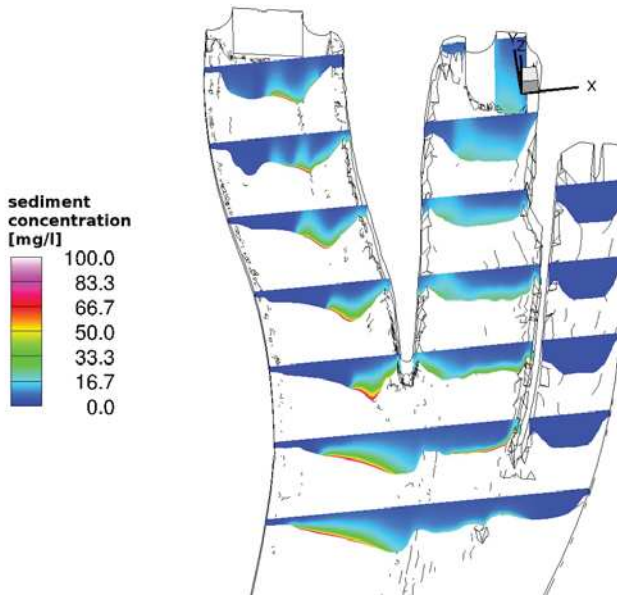 Y
Z
X
sediment
concentration
[mg/l]
100.0
83.3
66.7
50.0
33.3
16.7
0.0